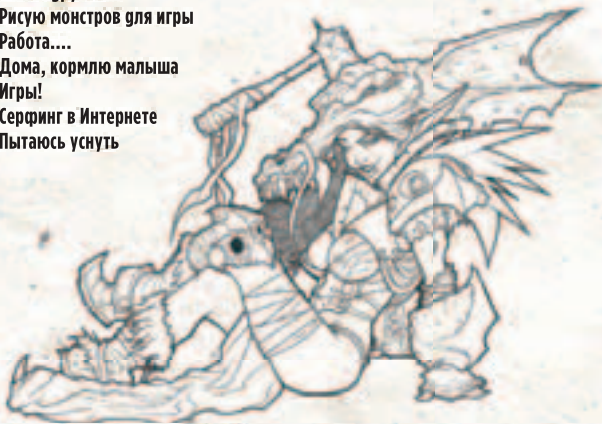 Рисую монстров для игры
Работа....
Дома, кормлю малыша
Игры!
Серфинг в Интернете
Пытаюсь уснуть